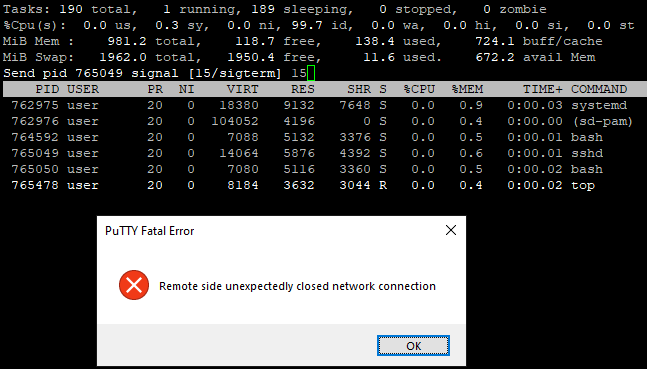 Tasks: 190 total,   1 running, 189 sleeping,   0 stopped,   0 zombie
%Cpu(s):  0.0 us,  0.3 sy,  0.0 ni, 99.7 id,  0.0 wa,  0.0 hi,  0.0 si,  0.0 st
MiB Mem :    981.2 total,    118.7 free,    138.4 used,    724.1 buff/cache
MiB Swap:   1962.0 total,   1950.4 free,     11.6 used.    672.2 avail Mem
Send pid 765049 signal [15/sigterm] 15
PID USER      PR  NI    VIRT    RES    SHR S  %CPU  %MEM     TIME+ COMMAND
762975 user      20   0   18380   9132   7648 S   0.0   0.9   0:00.03 systemd
762976 user      20   0  104052   4196      0 S   0.0   0.4   0:00.00 (sd-pam)
764592 user      20   0    7088   5132   3376 S   0.0   0.5   0:00.01 bash
765049 user      20   0   14064   5876   4392 S   0.0   0.6   0:00.01 sshd
765050 user      20   0    7080   5116   3360 S   0.0   0.5   0:00.02 bash
765478 user      20   0    8184   3632   3044 R   0.0   0.4   0:00.02 top
PuTTY Fatal Error
Remote side unexpectedly closed network connection
OK